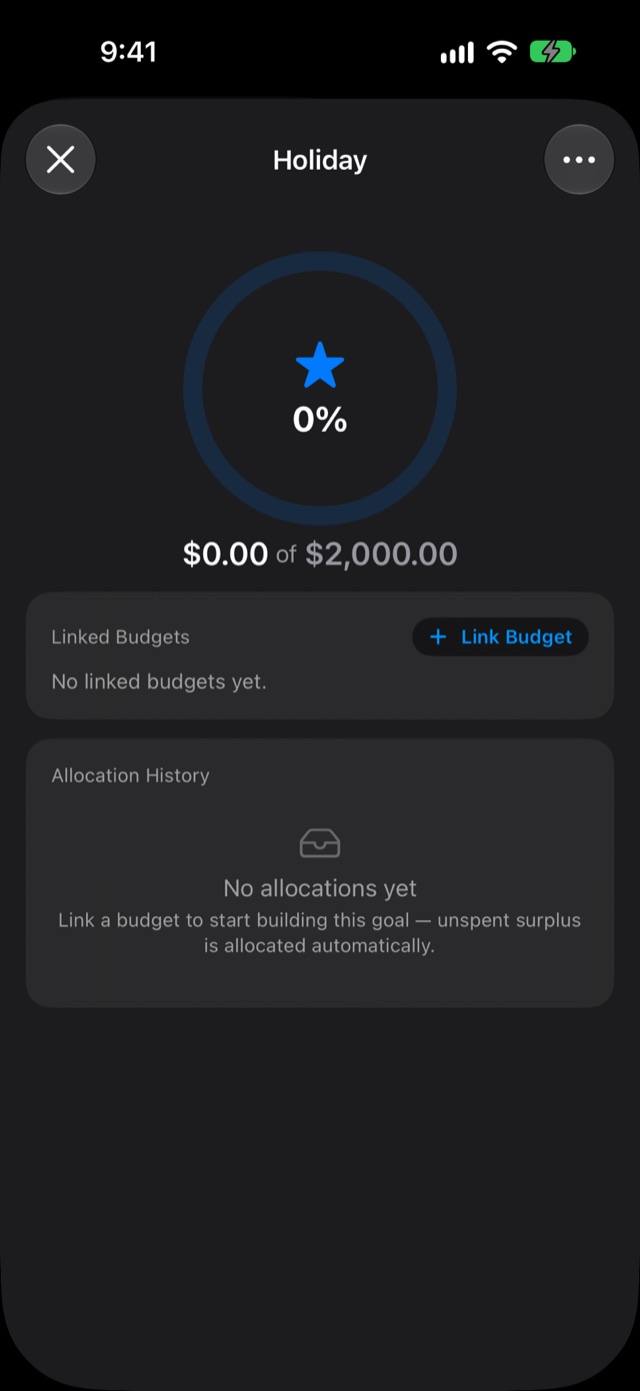 9:41
Holiday
0%
$0.00 of $2,000.00
Linked Budgets
+ Link Budget
No linked budgets yet.
Allocation History
No allocations yet
Link a budget to start building this goal — unspent surplus
is allocated automatically.